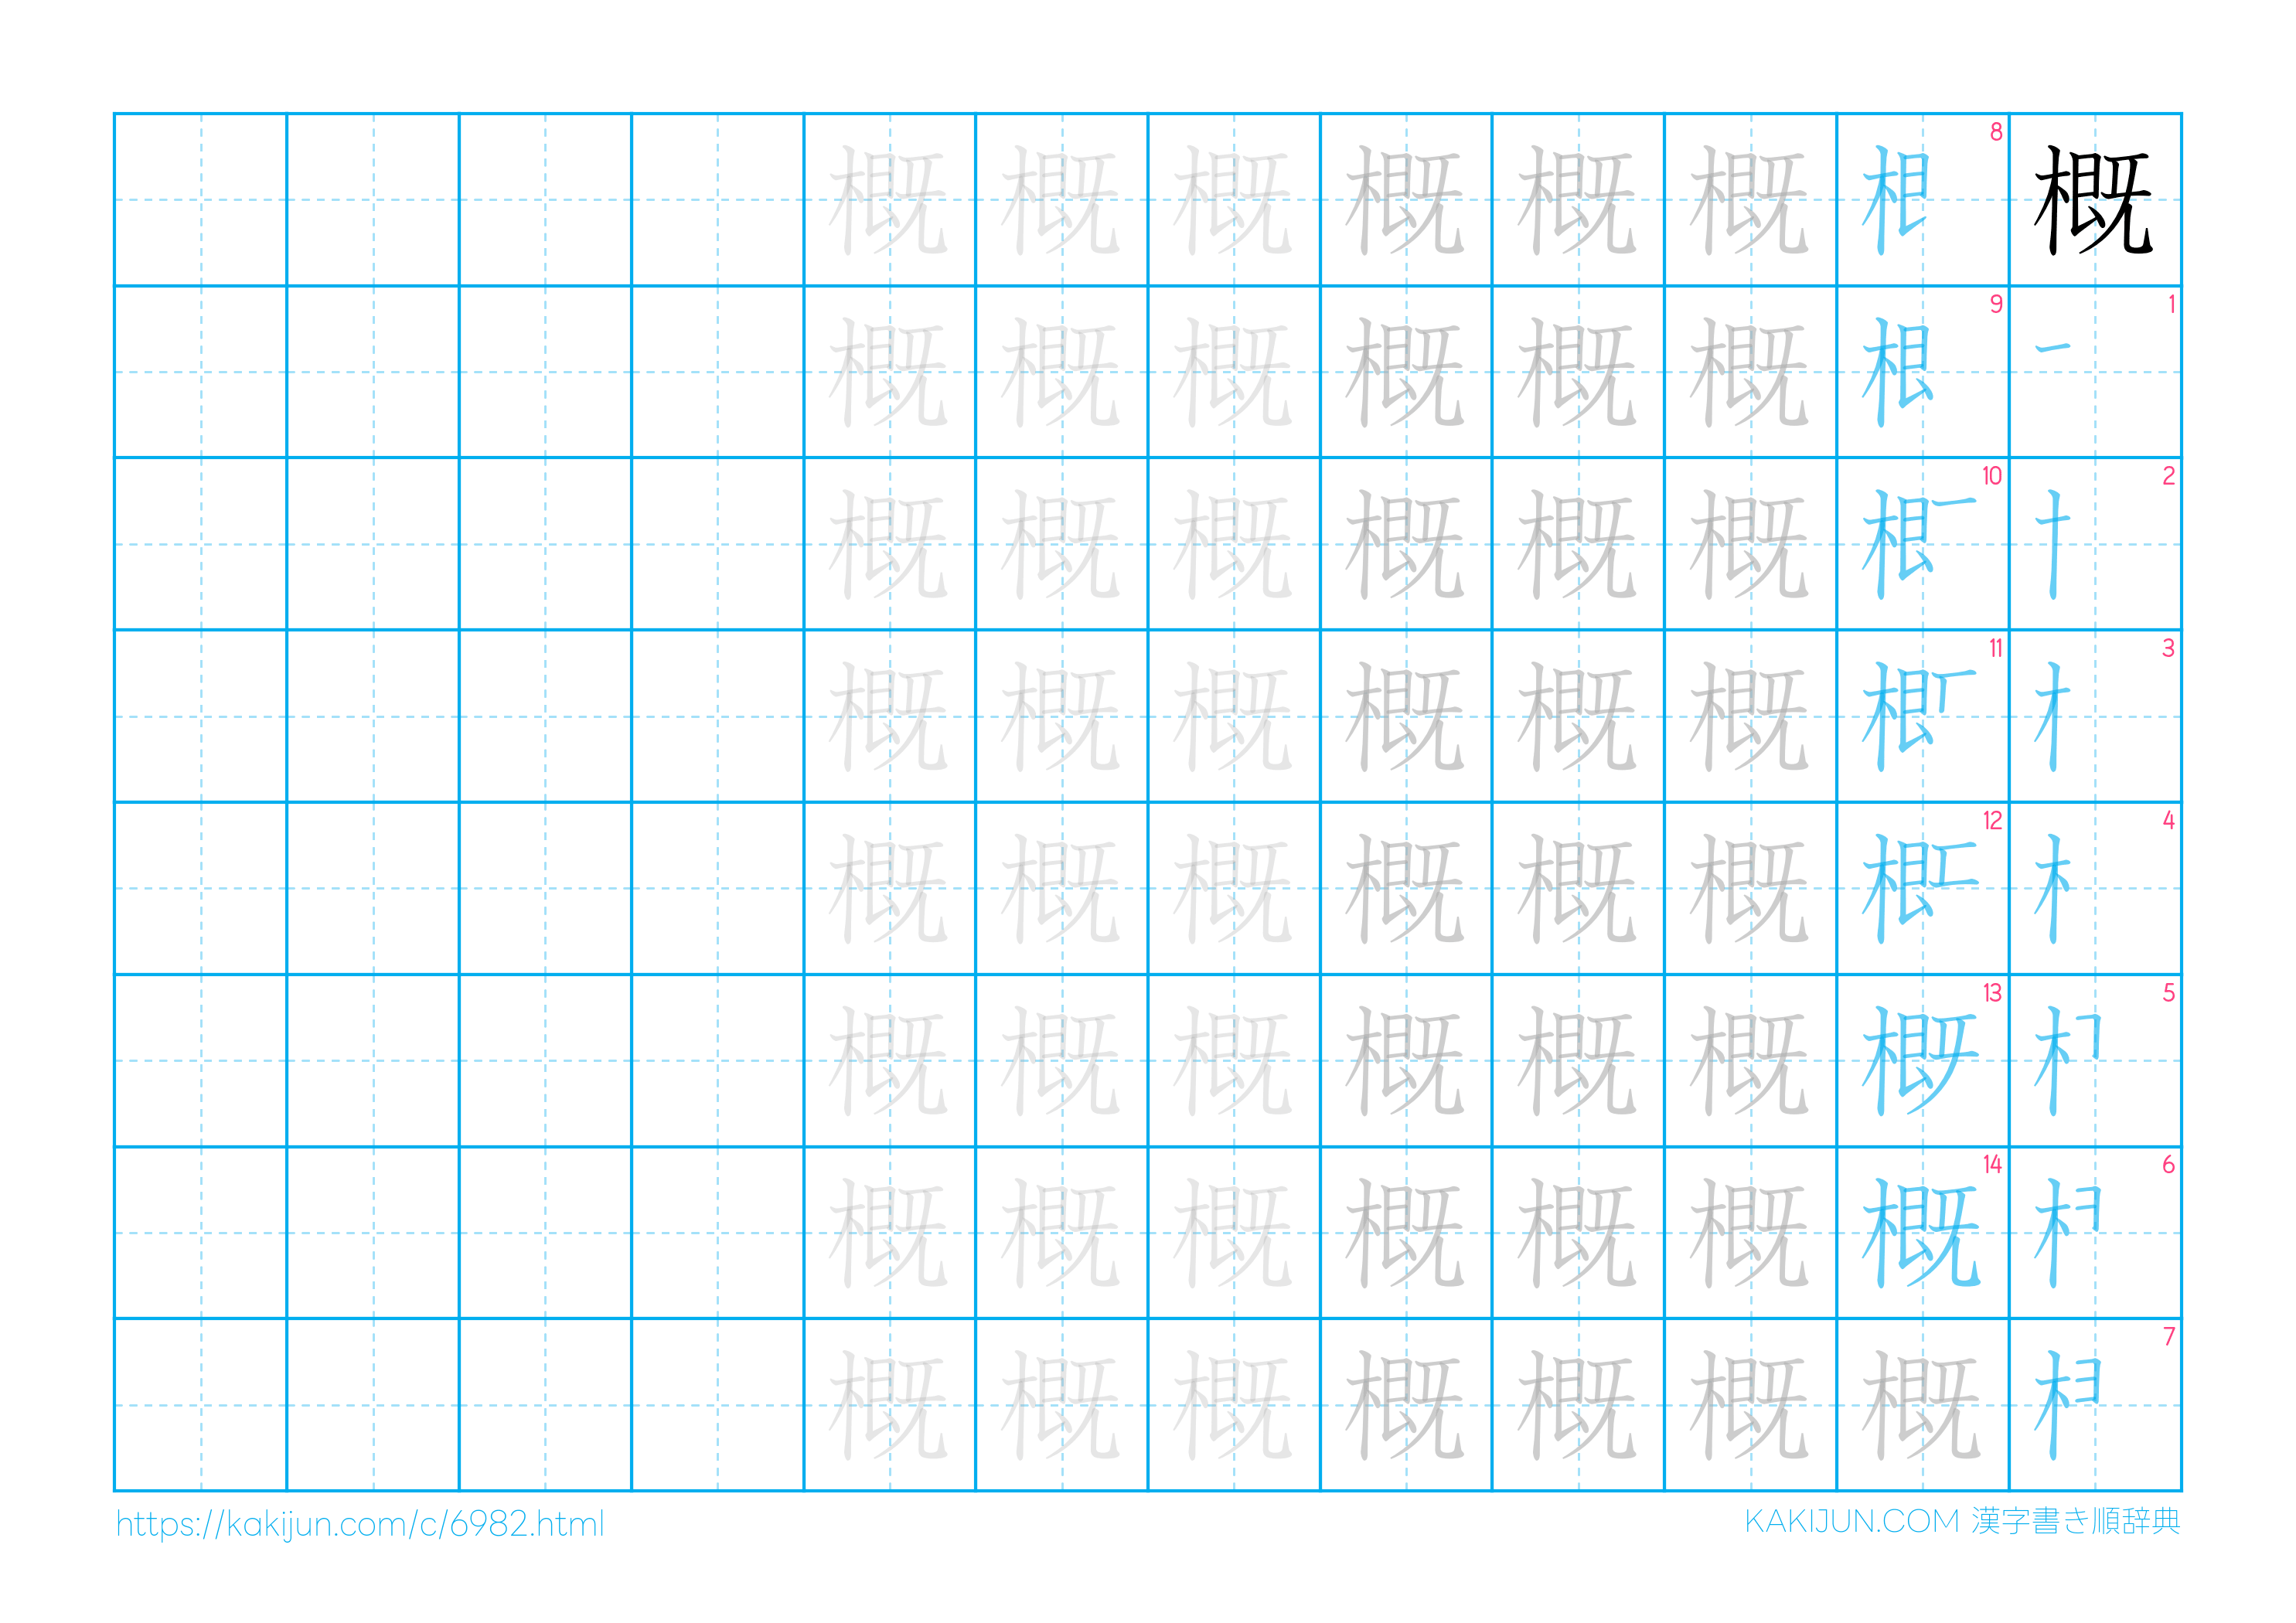 概 概 概 概 概 概 8 概
概 概 概 概 概 概 9 1
概 概 概 概 概 概 10 2
概 概 概 概 概 概 11 3
概 概 概 概 概 概 12 4
概 概 概 概 概 概 13 5
概 概 概 概 概 概 概 14 6
概 概 概 概 概 概 概 7
https://kakijun.com/c/6982.html
KAKIJUN.COM 漢字書き順辞典